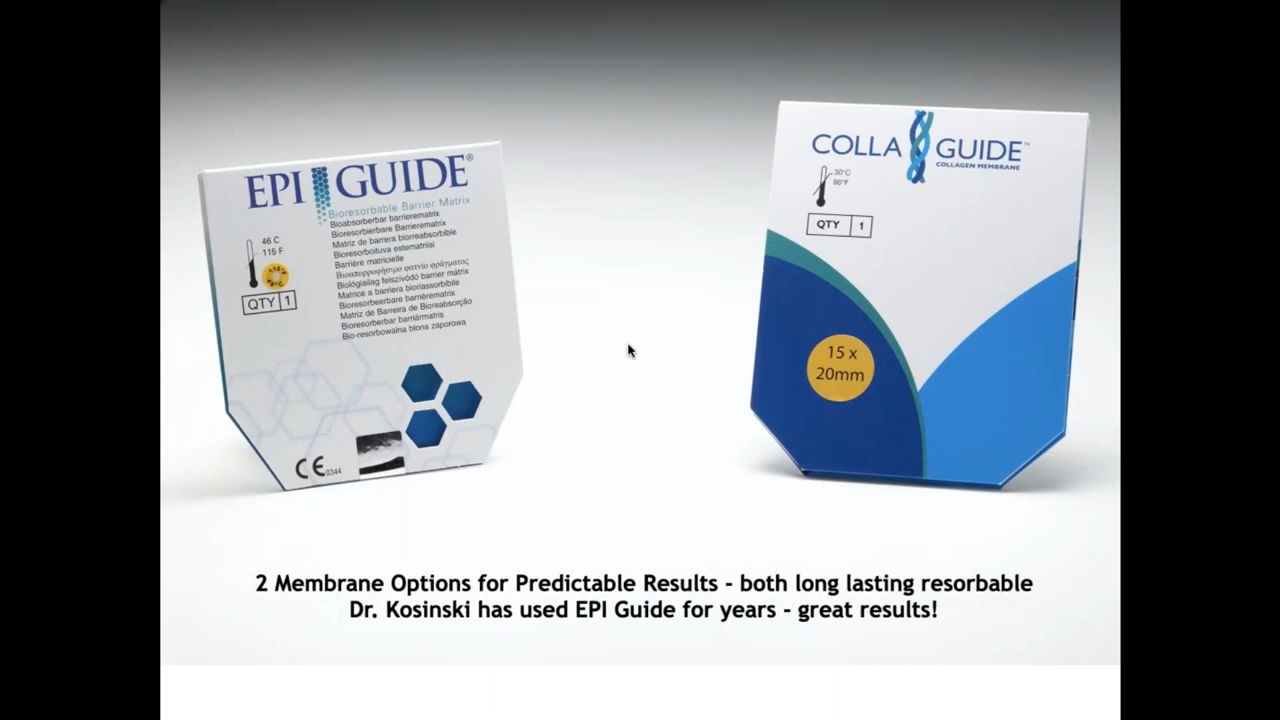 EPI GUIDE®
Bioresorbable Barrier Matrix
Bioabsorberbar barrierematrix
Bioresorbierbare Barrierematrix
Matriz de barrera biorreabsorbible
Bioresorboituva estematriisi
Barrière matricielle
Βιοαπορροφήσιμο φατνίο φράγματος
Biológiailag felszívódó barrier mátrix
Matrice a barriera bioriassorbibile
Bioresorbeerbare barrièrematrix
Matriz de Barreira de Bioreabsorção
Bioresorberbar barriärmatris
Bio-resorbowalna błona zaporowa
46 C
115 F
QTY 1
CE 0344
COLLA GUIDE™
COLLAGEN MEMBRANE
30°C
86°F
QTY 1
15 x
20mm
2 Membrane Options for Predictable Results - both long lasting resorbable
Dr. Kosinski has used EPI Guide for years - great results!